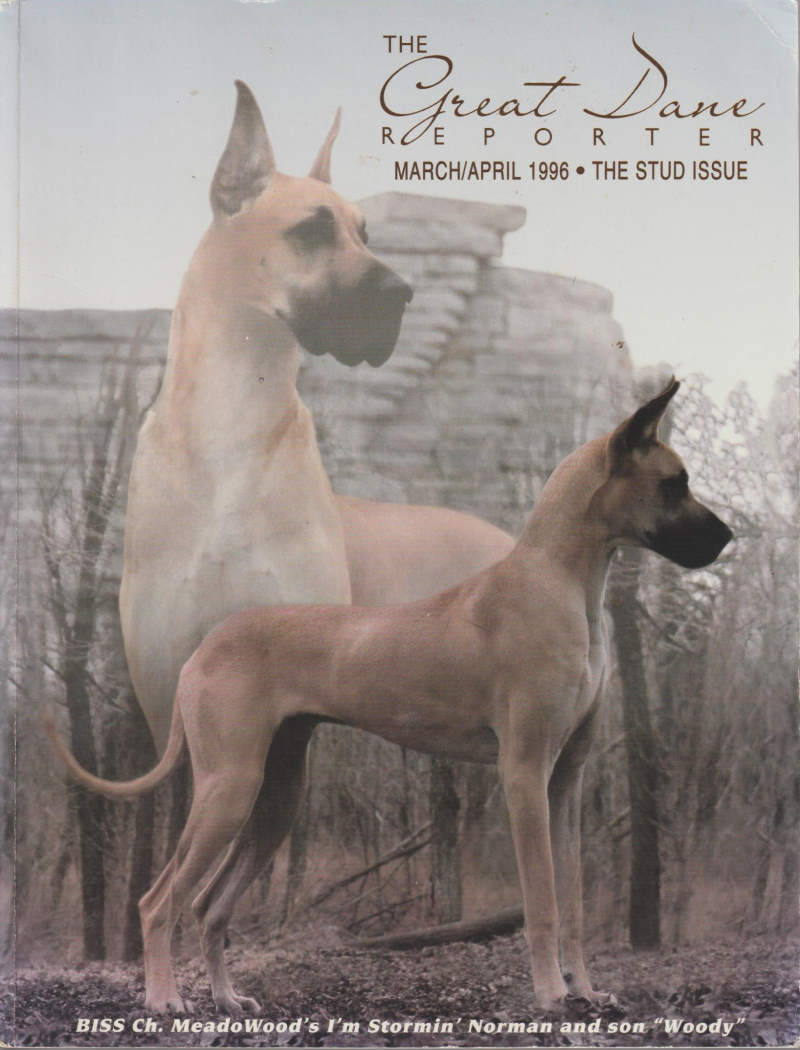 THE
Great Dane
REPORTER
MARCH/APRIL 1996 • THE STUD ISSUE
BISS Ch. MeadoWood's I'm Stormin' Norman and son "Woody"